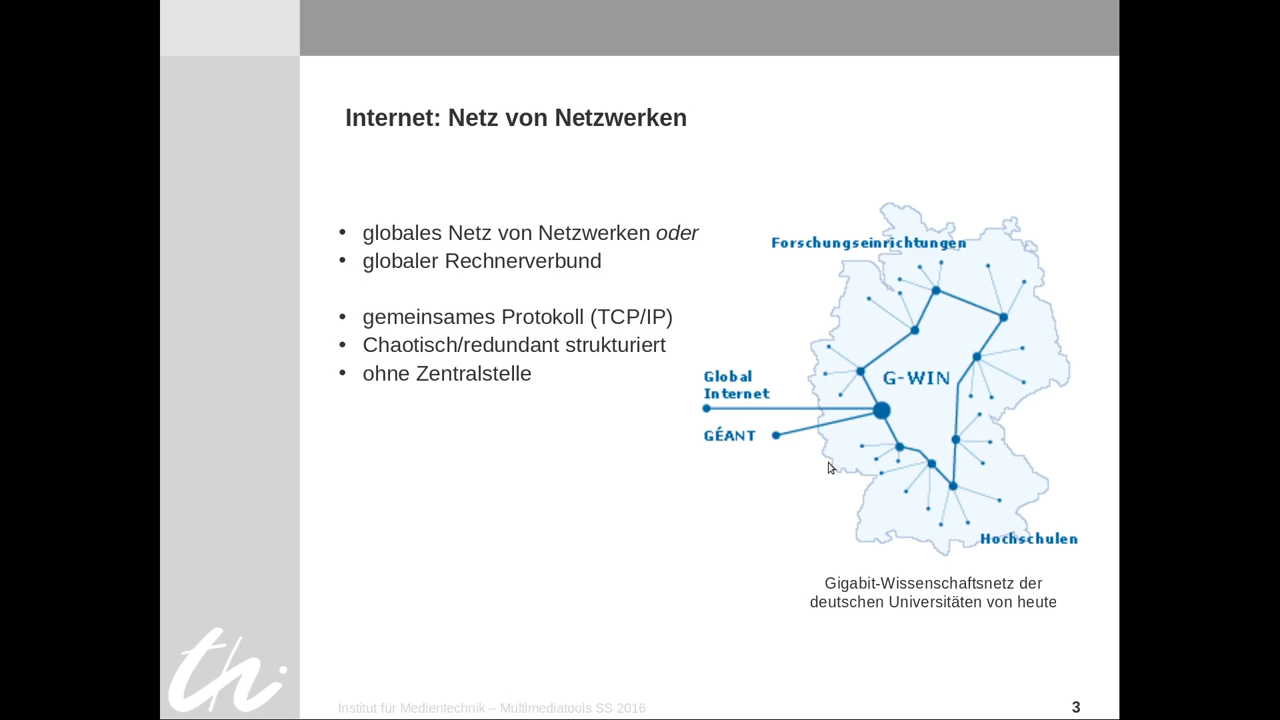 Internet: Netz von Netzwerken
• globales Netz von Netzwerken oder
• globaler Rechnerverbund
• gemeinsames Protokoll (TCP/IP)
• Chaotisch/redundant strukturiert
• ohne Zentralstelle
Forschungseinrichtungen
G-WIN
Global
Internet
GÉANT
Hochschulen
Gigabit-Wissenschaftsnetz der
deutschen Universitäten von heute
th
Institut für Medientechnik – Multimediatools SS 2016
3